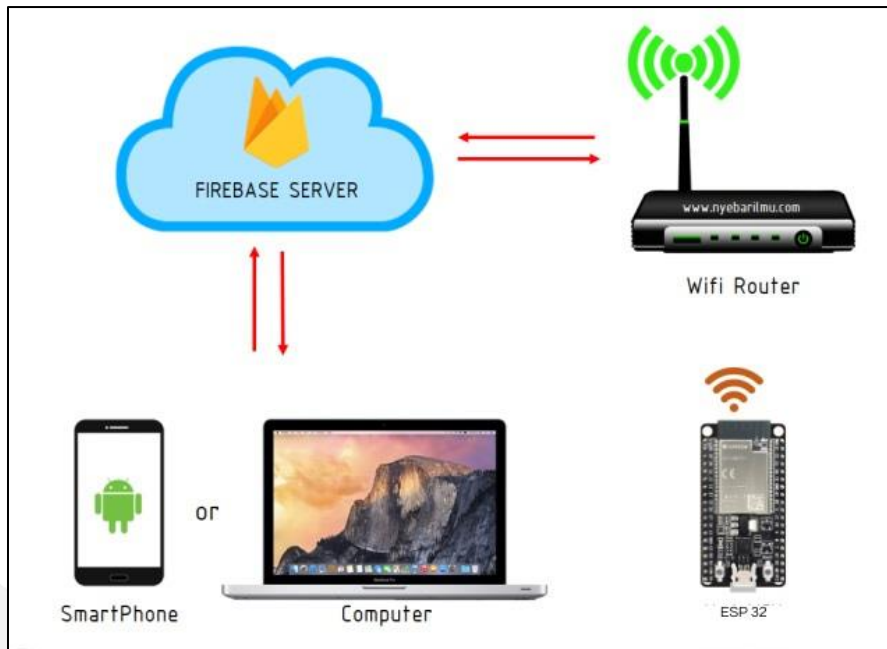 FIREBASE SERVER
www.nyebarilmu.com
Wifi Router
or
SmartPhone
Computer
ESP 32